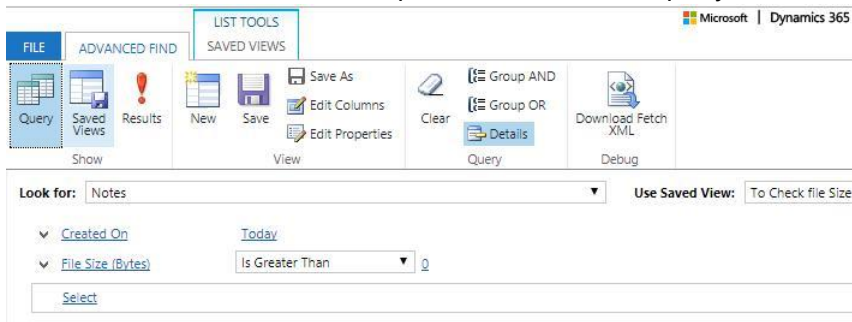 LIST TOOLS
Microsoft | Dynamics 365
FILE ADVANCED FIND SAVED VIEWS
Query
Saved Views
Results
New
Save
Save As
Edit Columns
Edit Properties
Clear
Group AND
Group OR
Details
Download Fetch XML
Show View Query Debug
Look for: Notes Use Saved View: To Check file Size
Created On Today
File Size (Bytes) Is Greater Than 0
Select